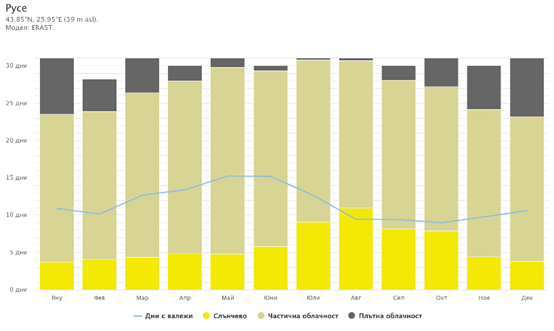 Русе
43.85°N, 25.95°E (39 m asl).
Модел: ERA5T.
30 дни
25 дни
20 дни
15 дни
10 дни
5 дни
0 дни
Яну Фев Мар Апр Май Юни Юли Авг Сеп Окт Ное Дек
Дни с валежи Слънчево Частична облачност Плътна облачност